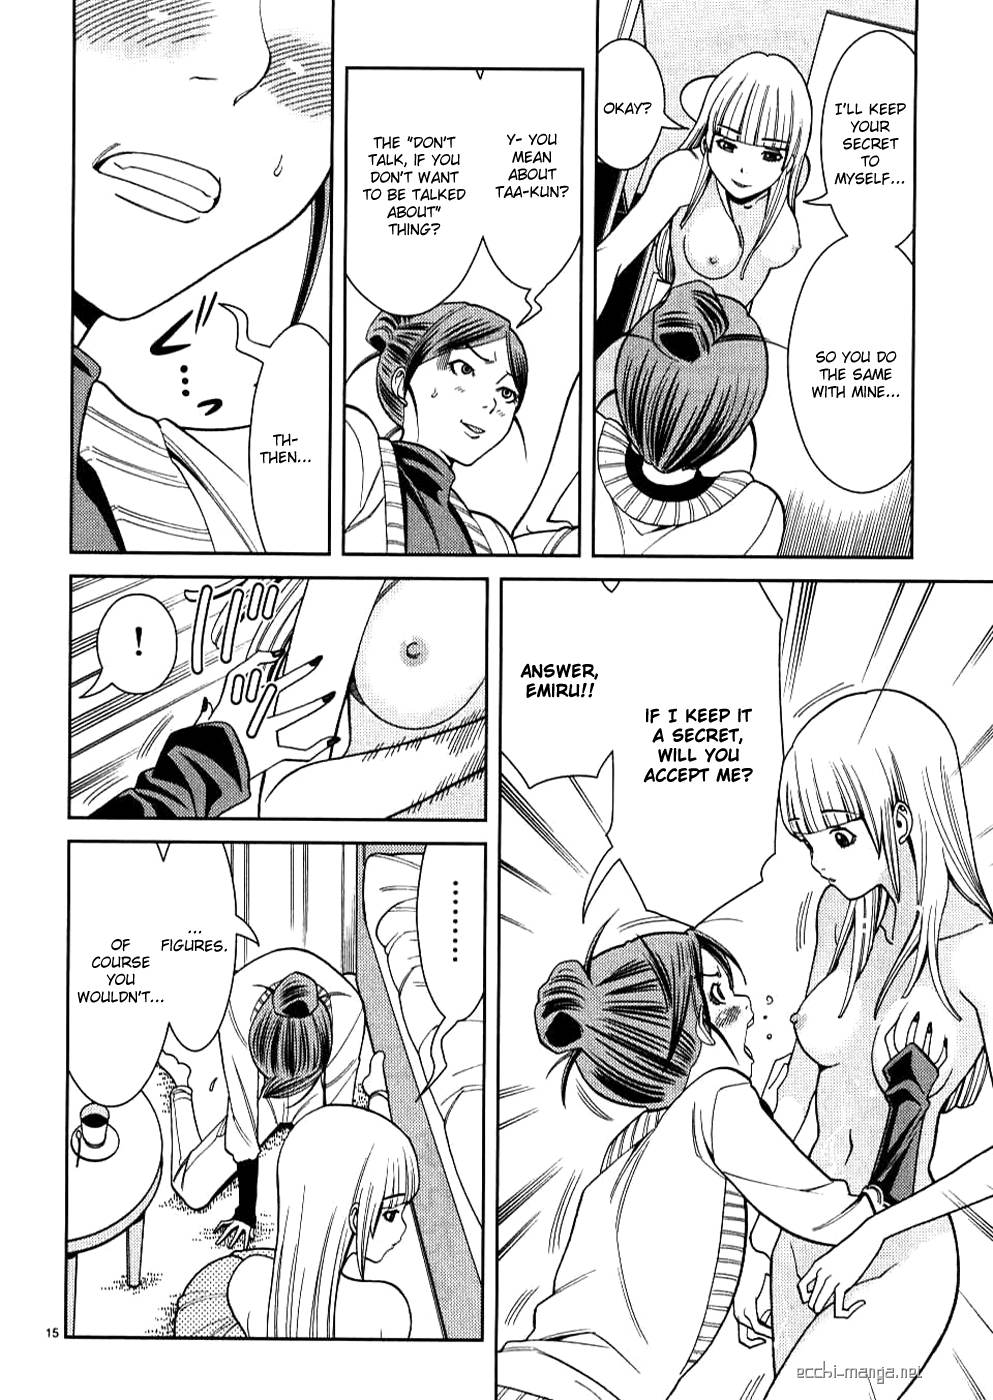 I'LL KEEP
YOUR
SECRET
TO
MYSELF...
OKAY?
SO YOU DO
THE SAME
WITH MINE...
Y- YOU
MEAN
ABOUT
TAA-KUN?
THE "DON'T
TALK, IF YOU
DON'T WANT
TO BE TALKED
ABOUT"
THING?
...
TH-
THEN...
IF I KEEP IT
A SECRET,
WILL YOU
ACCEPT ME?
ANSWER,
EMIRU!!
!
.........
...
FIGURES.
OF
COURSE
YOU
WOULDN'T...
15
ecchi-manga.net